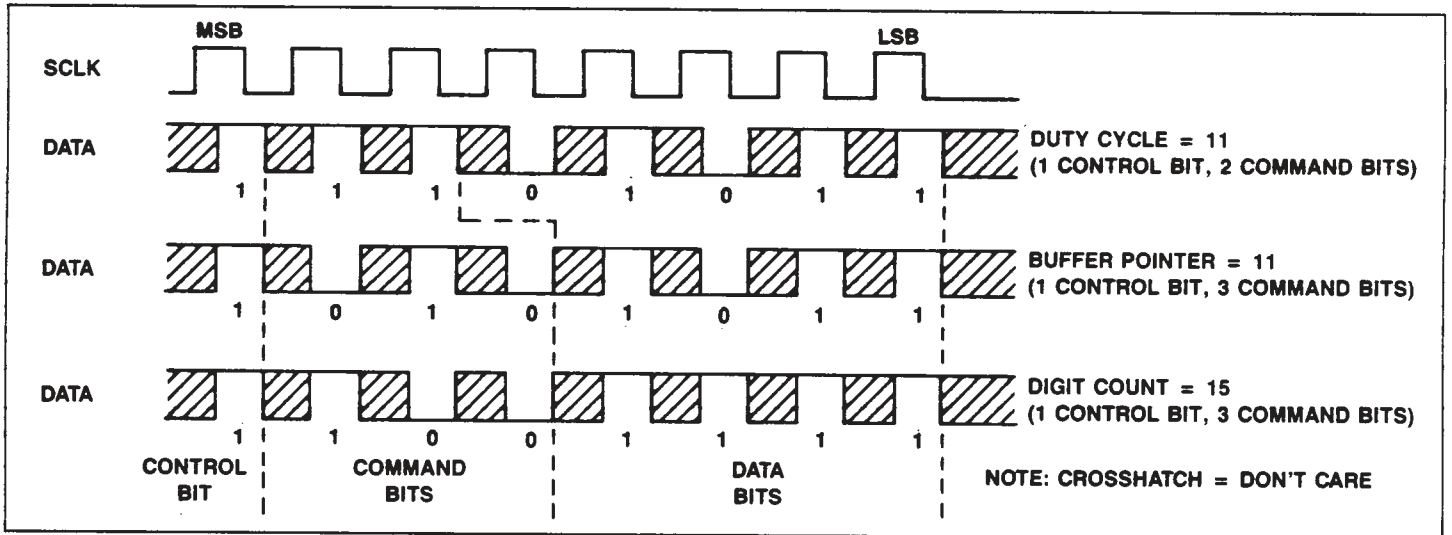 MSB LSB
SCLK
DATA DUTY CYCLE = 11
(1 CONTROL BIT, 2 COMMAND BITS)
1 1 1 0 1 0 1 1
DATA BUFFER POINTER = 11
(1 CONTROL BIT, 3 COMMAND BITS)
1 0 1 0 1 0 1 1
DATA DIGIT COUNT = 15
(1 CONTROL BIT, 3 COMMAND BITS)
1 1 0 0 1 1 1 1
CONTROL BIT
COMMAND BITS
DATA BITS
NOTE: CROSSHATCH = DON'T CARE